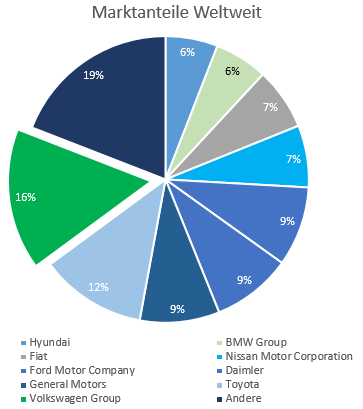 Marktanteile Weltweit
6%
6%
7%
7%
9%
9%
9%
12%
16%
19%
Hyundai
BMW Group
Fiat
Nissan Motor Corporation
Ford Motor Company
Daimler
General Motors
Toyota
Volkswagen Group
Andere